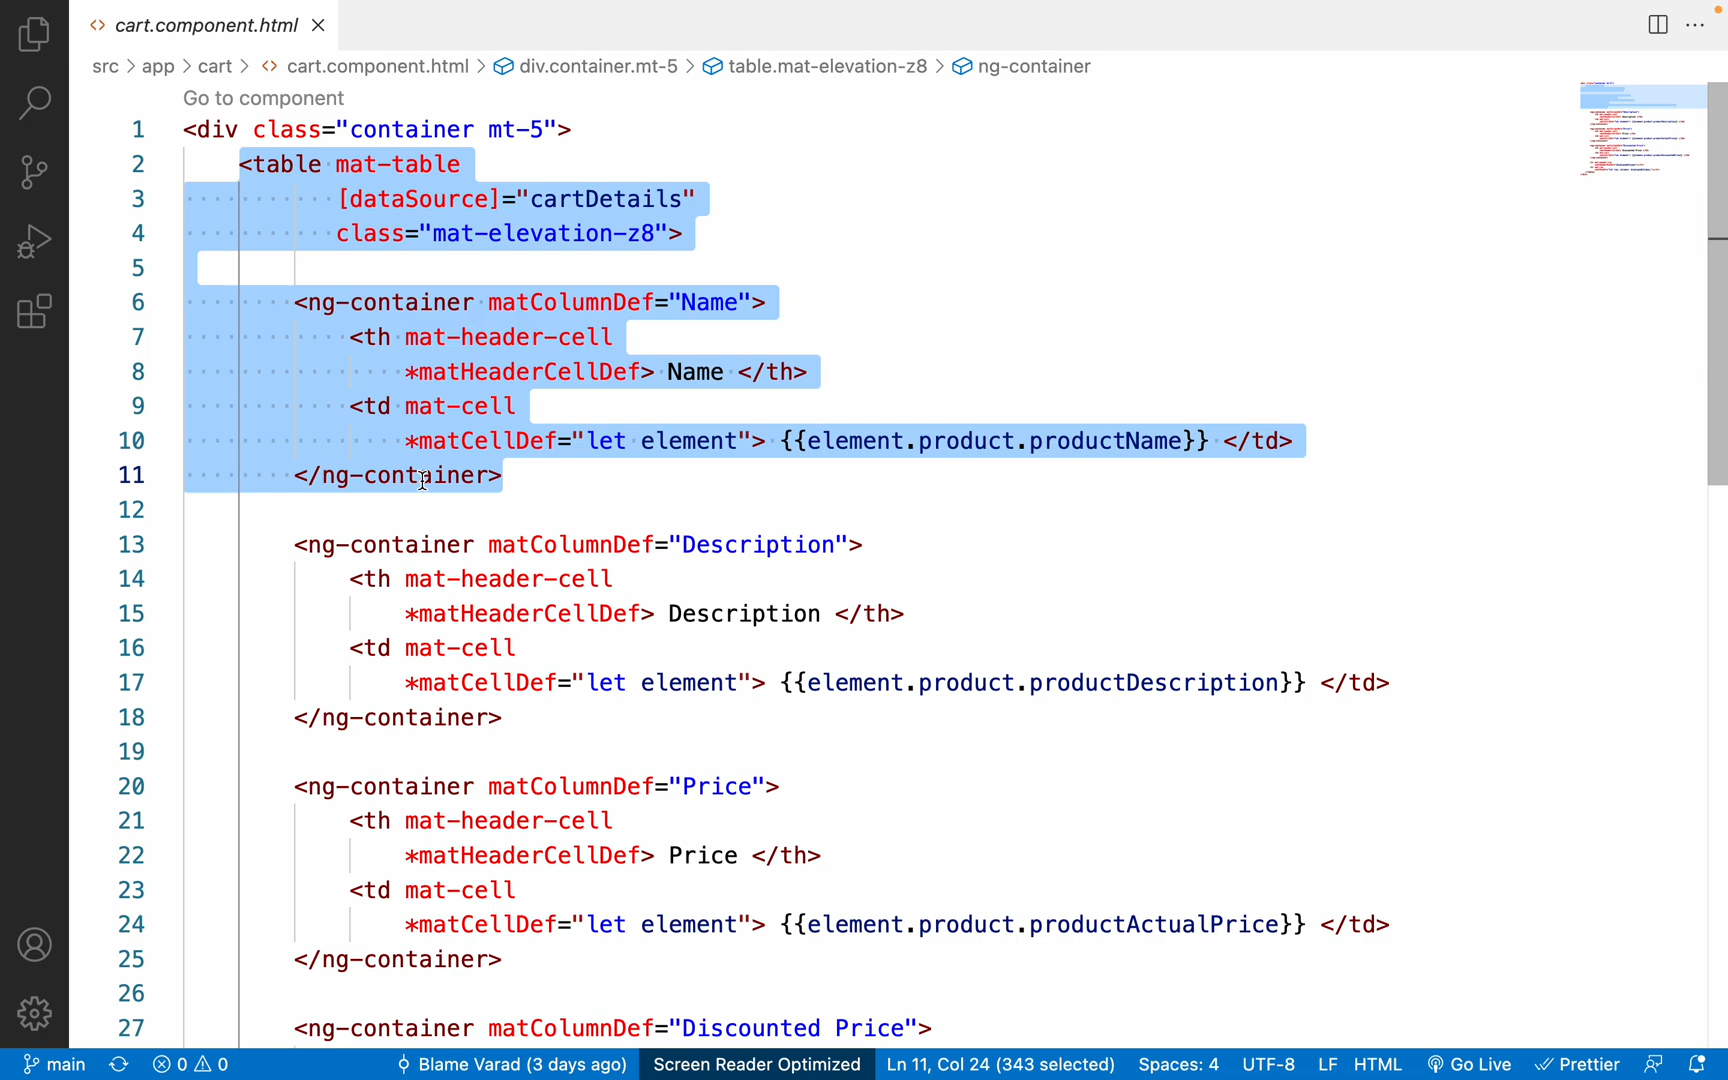 cart.component.html
src > app > cart > cart.component.html > div.container.mt-5 > table.mat-elevation-z8 > ng-container
Go to component
1 <div class="container mt-5">
2 <table mat-table
3 [dataSource]="cartDetails"
4 class="mat-elevation-z8">
5
6 <ng-container matColumnDef="Name">
7 <th mat-header-cell
8 *matHeaderCellDef> Name </th>
9 <td mat-cell
10 *matCellDef="let element"> {{element.product.productName}} </td>
11 </ng-container>
12
13 <ng-container matColumnDef="Description">
14 <th mat-header-cell
15 *matHeaderCellDef> Description </th>
16 <td mat-cell
17 *matCellDef="let element"> {{element.product.productDescription}} </td>
18 </ng-container>
19
20 <ng-container matColumnDef="Price">
21 <th mat-header-cell
22 *matHeaderCellDef> Price </th>
23 <td mat-cell
24 *matCellDef="let element"> {{element.product.productActualPrice}} </td>
25 </ng-container>
26
27 <ng-container matColumnDef="Discounted Price">
main 0 0 Blame Varad (3 days ago) Screen Reader Optimized Ln 11, Col 24 (343 selected) Spaces: 4 UTF-8 LF HTML Go Live Prettier